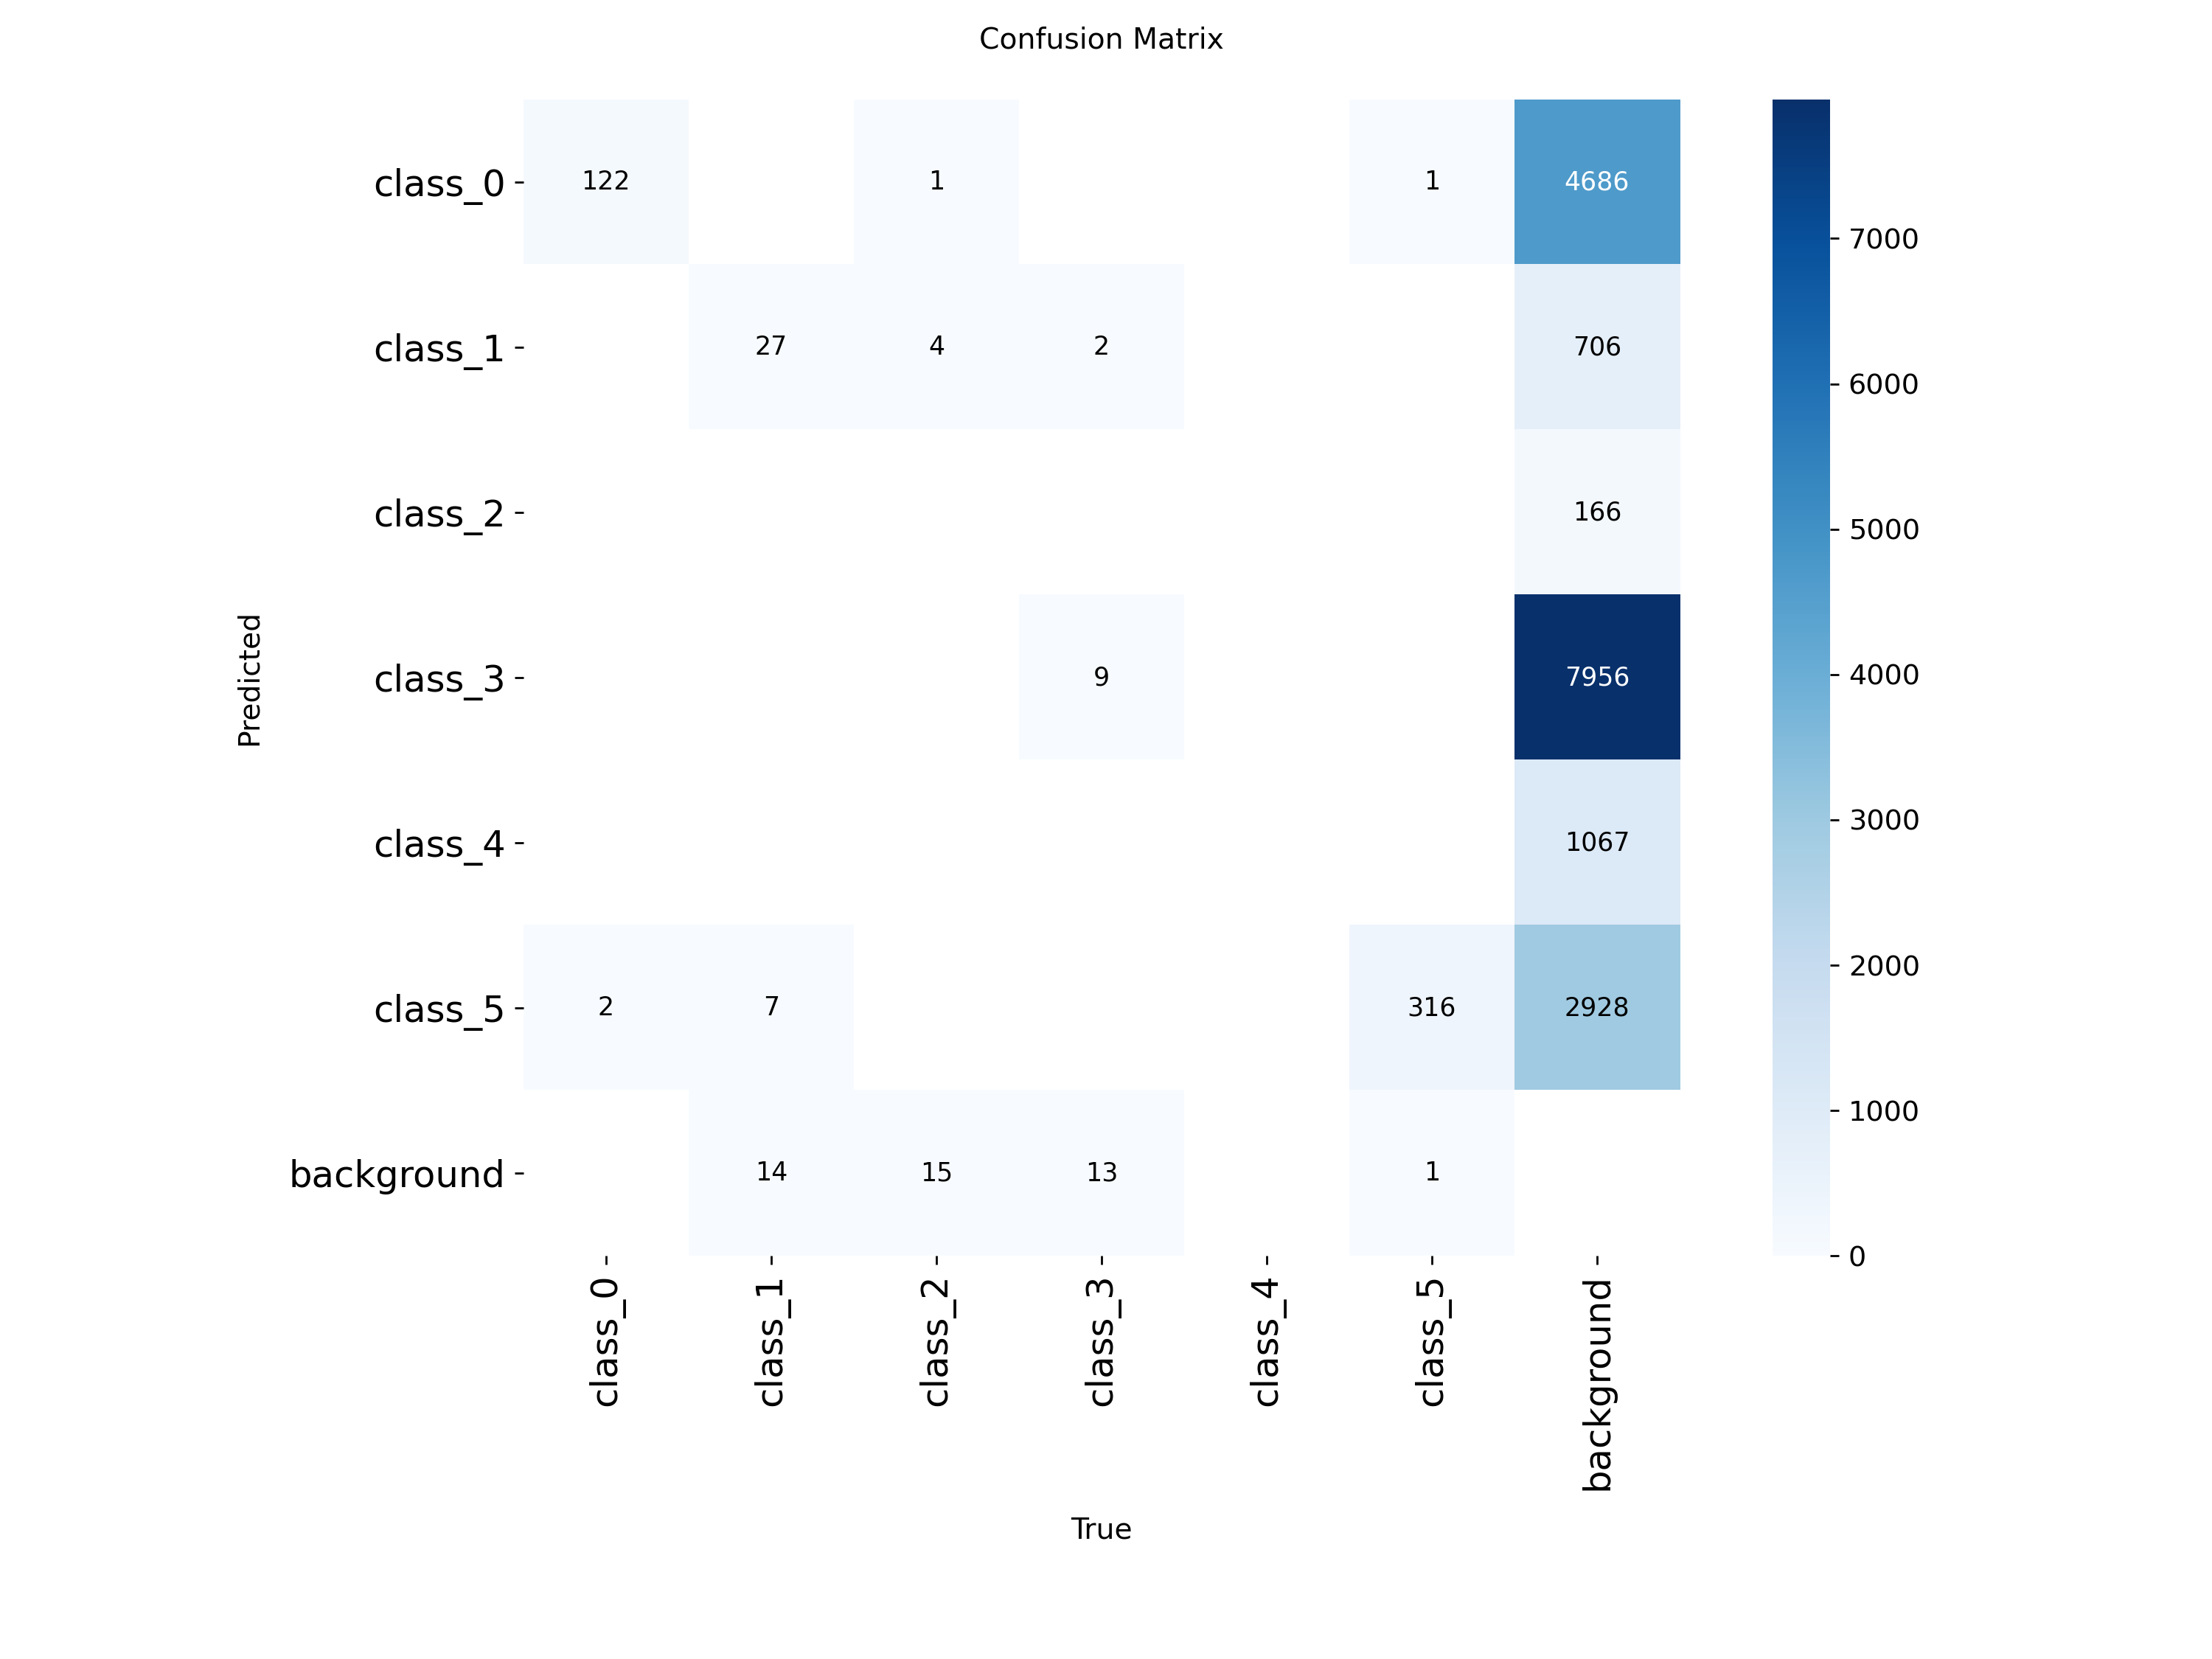 Confusion Matrix
class_0
122
1
1
4686
class_1
27
4
2
706
class_2
166
class_3
9
7956
class_4
1067
class_5
2
7
316
2928
background
14
15
13
1
class_0
class_1
class_2
class_3
class_4
class_5
background
Predicted
True
7000
6000
5000
4000
3000
2000
1000
0